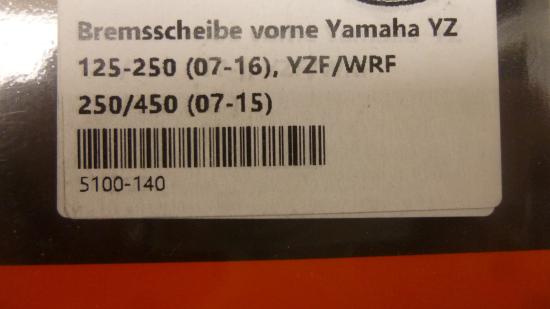 Bremsscheibe vorne Yamaha YZ
125-250 (07-16), YZF/WRF
250/450 (07-15)
5100-140